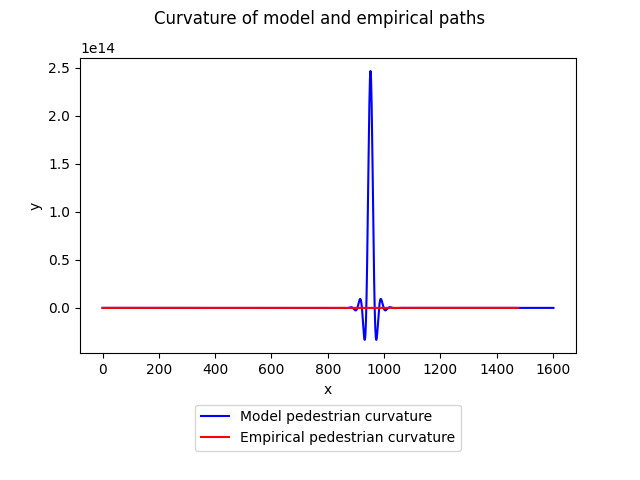 Curvature of model and empirical paths
1e14
2.5
2.0
1.5
1.0
0.5
0.0
y
0 200 400 600 800 1000 1200 1400 1600
x
Model pedestrian curvature
Empirical pedestrian curvature